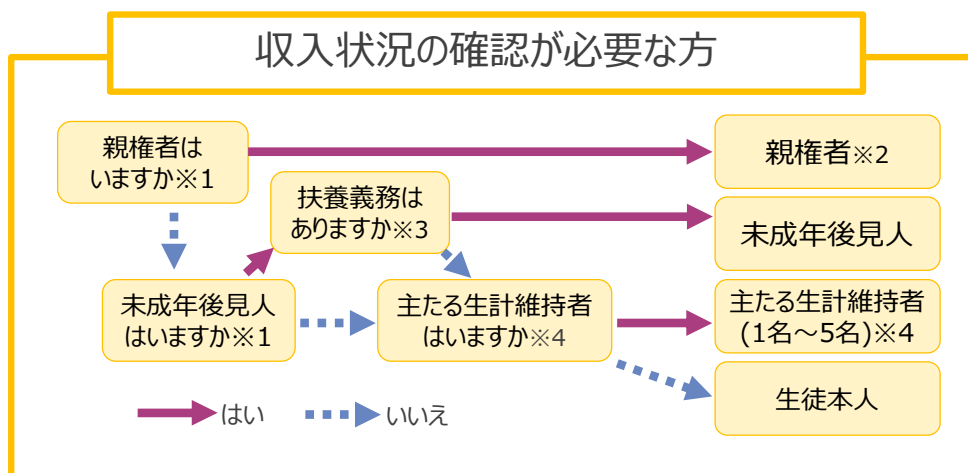 収入状況の確認が必要な方
親権者は
いますか※1
親権者※2
扶養義務は
ありますか※3
未成年後見人
未成年後見人
はいますか※1
主たる生計維持者
はいますか※4
主たる生計維持者
(1名～5名)※4
生徒本人
はい
いいえ